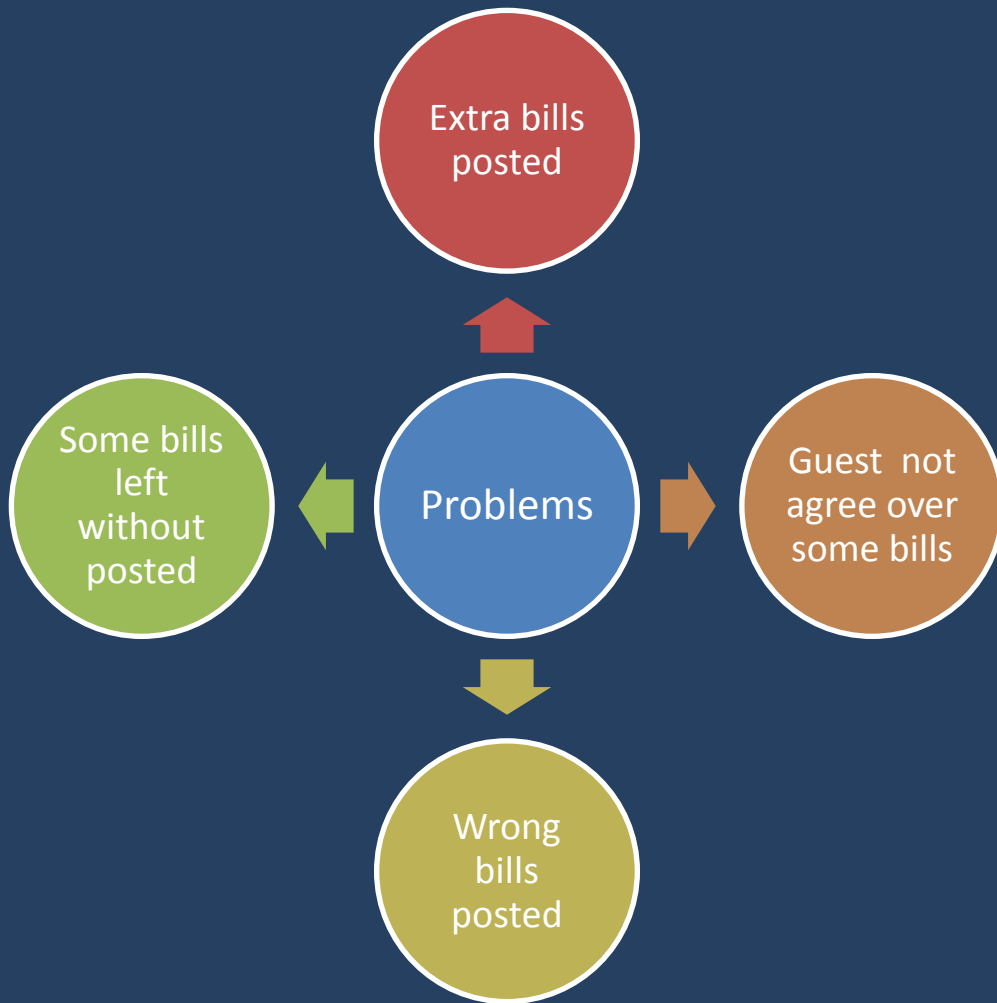 Extra bills
posted
Some bills
left
without
posted
Problems
Guest  not
agree over
some bills
Wrong
bills
posted